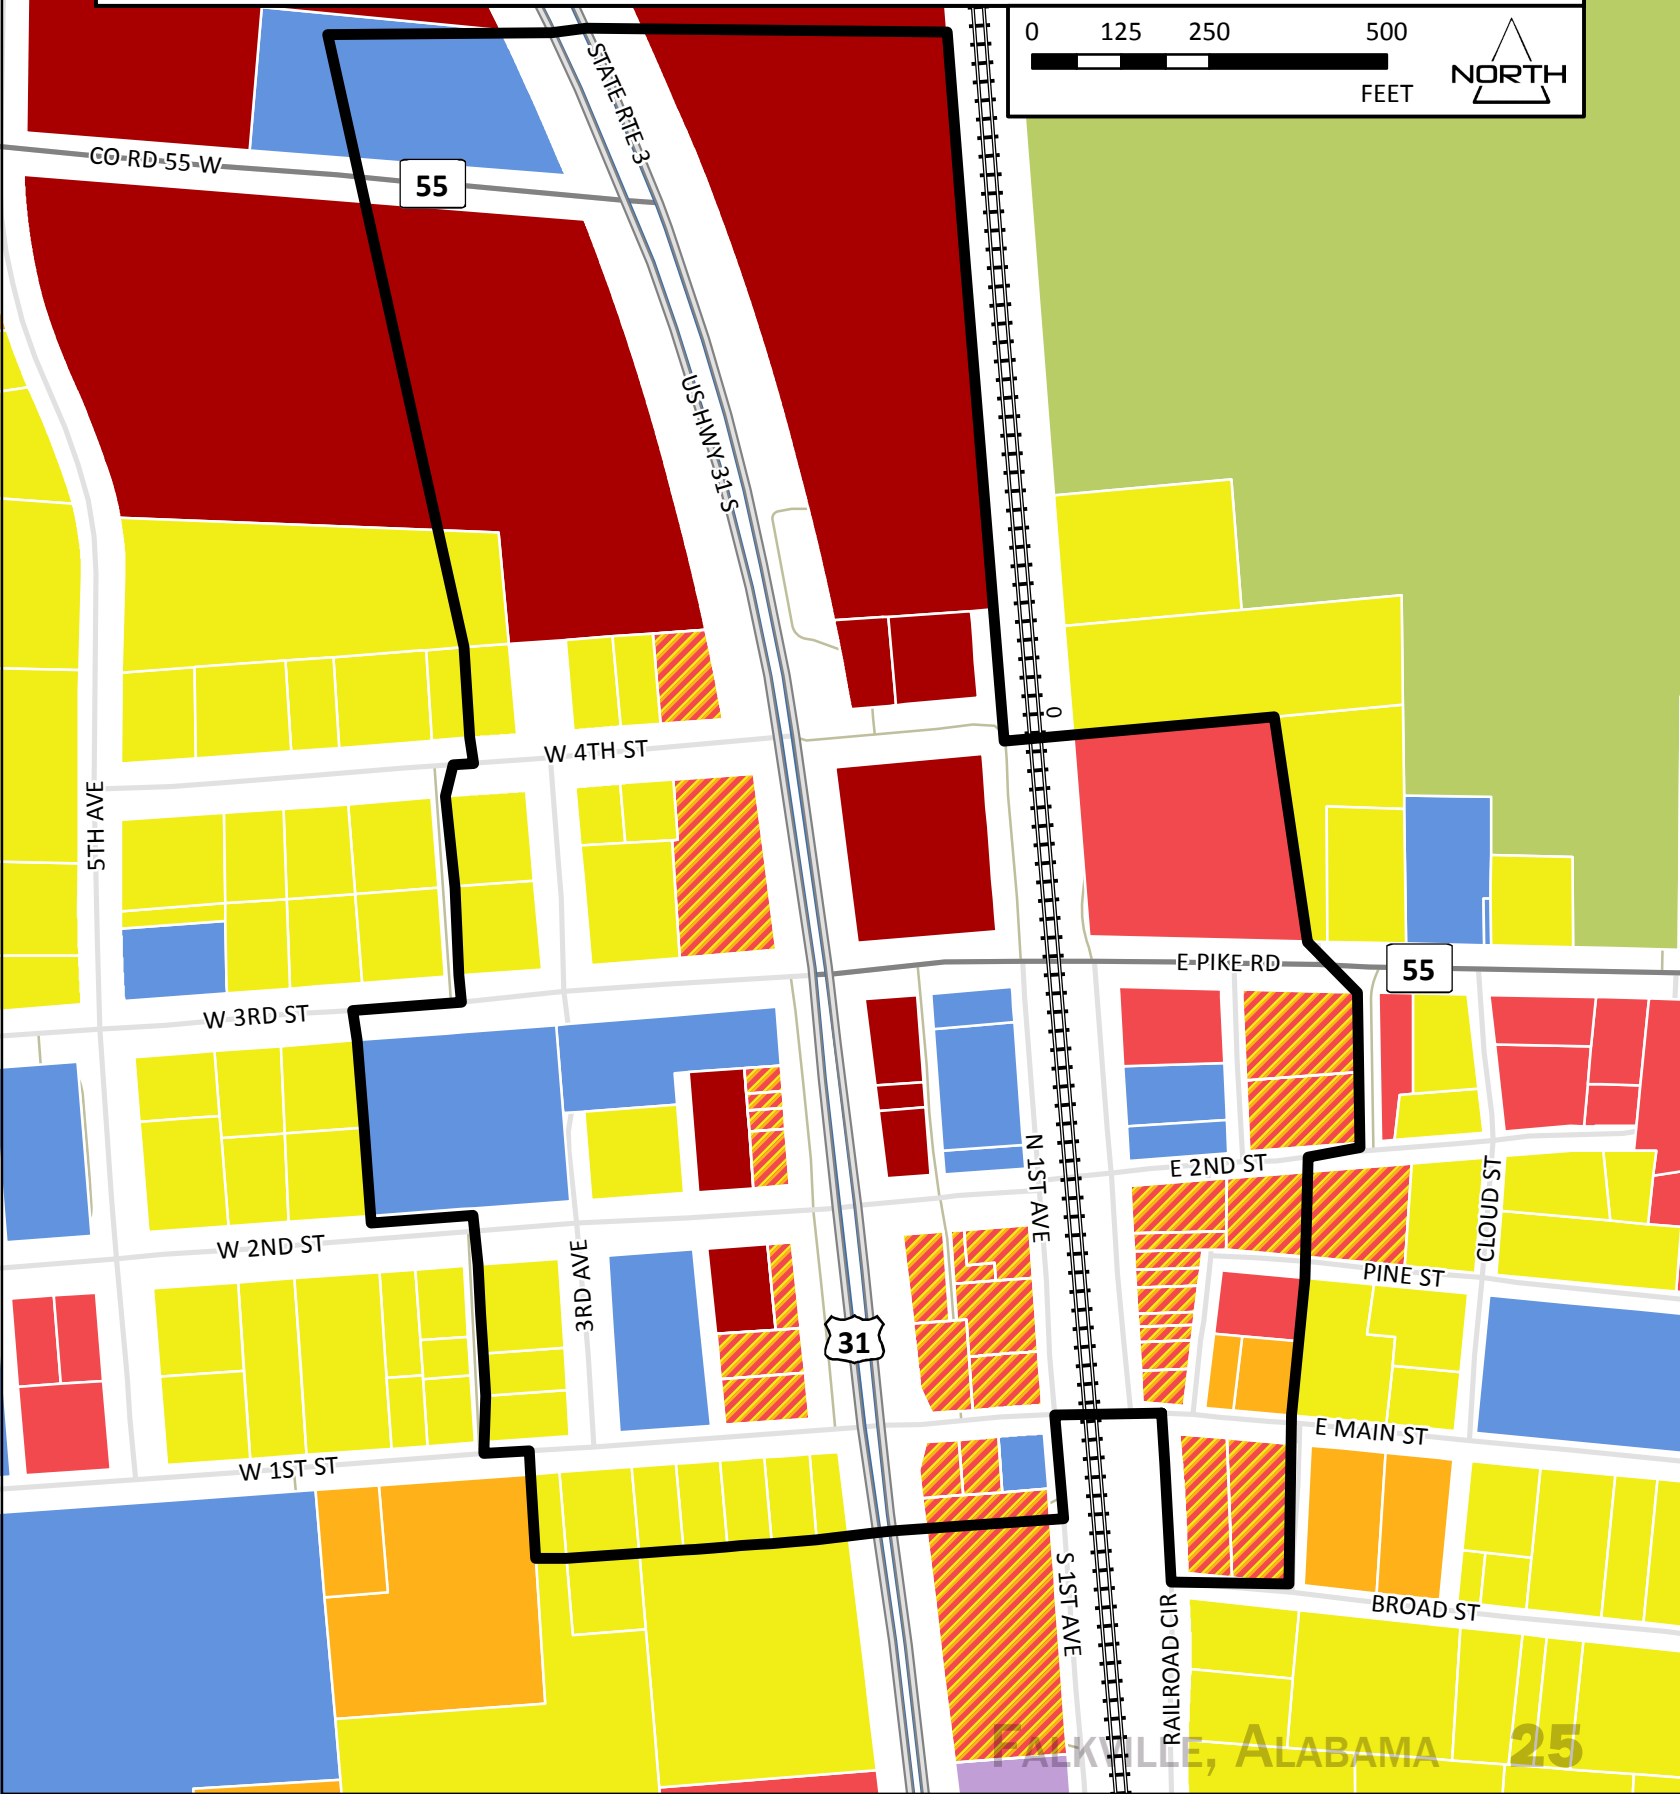 0 125 250 500
FEET
NORTH
STATE RTE 3
CO RD 55 W
55
US HWY 31 S
0
W 4TH ST
5TH AVE
E PIKE RD
55
W 3RD ST
N 1ST AVE
E 2ND ST
CLOUD ST
W 2ND ST
3RD AVE
PINE ST
31
E MAIN ST
W 1ST ST
S 1ST AVE
RAILROAD CIR
BROAD ST
FALKVILLE, ALABAMA 25